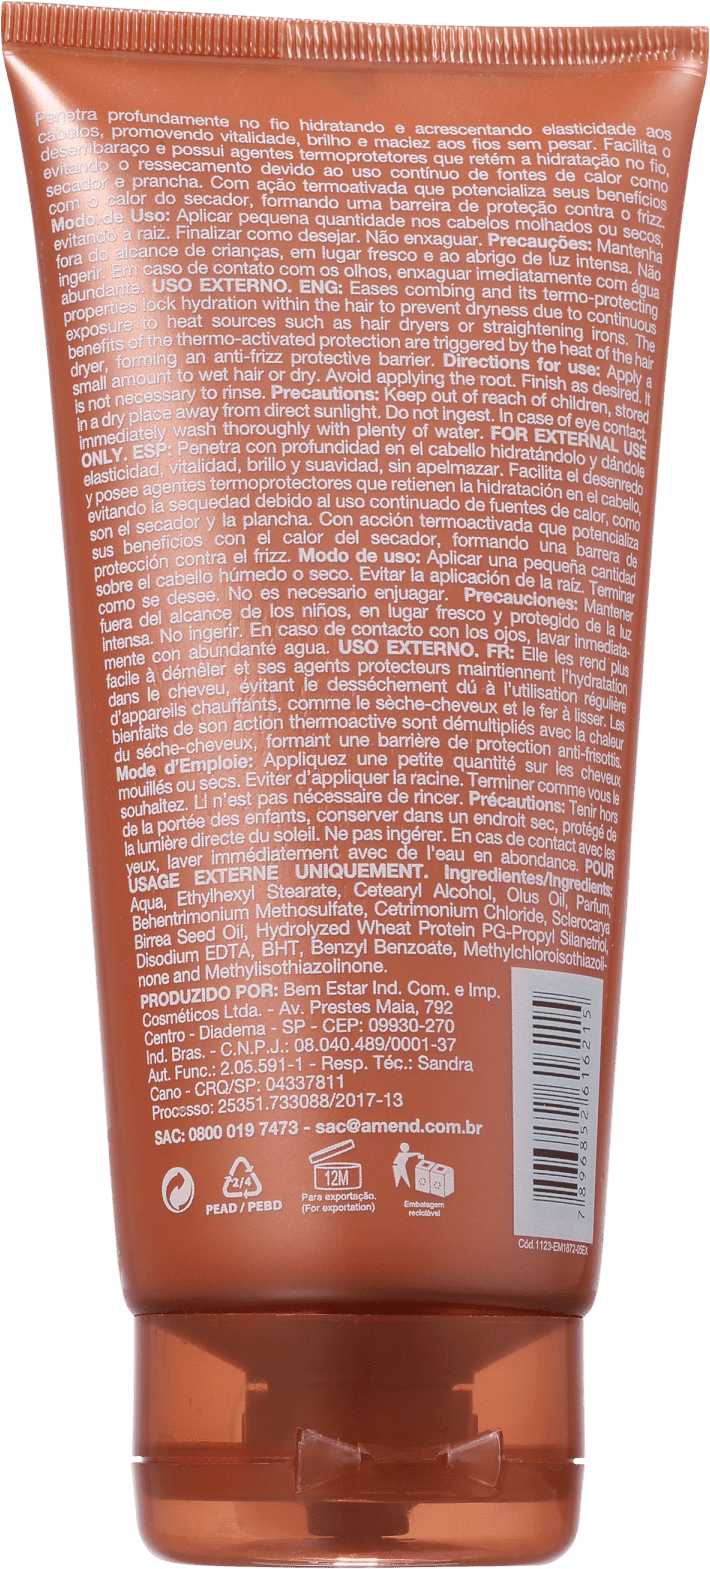 Penetra profundamente no fio hidratando e acrescentando elasticidade aos
cabelos, promovendo vitalidade, brilho e maciez aos fios sem pesar. Facilita o
desembaraço e possui agentes termoprotetores que retém a hidratação no fio,
evitando o ressecamento devido ao uso contínuo de fontes de calor como
secador e prancha. Com ação termoativada que potencializa seus benefícios
com o calor do secador, formando uma barreira de proteção contra o frizz.
Modo de Uso: Aplicar pequena quantidade nos cabelos molhados ou secos,
evitando a raiz. Finalizar como desejar. Não enxaguar. Precauções: Mantenha
fora do alcance de crianças, em lugar fresco e ao abrigo de luz intensa. Não
ingerir. Em caso de contato com os olhos, enxaguar imediatamente com água
abundante. USO EXTERNO. ENG: Eases combing and its termo-protecting
properties lock hydration within the hair to prevent dryness due to continuous
exposure to heat sources such as hair dryers or straightening irons. The
benefits of the thermo-activated protection are triggered by the heat of the hair
dryer, forming an anti-frizz protective barrier. Directions for use: Apply a
small amount to wet hair or dry. Avoid applying the root. Finish as desired. It
is not necessary to rinse. Precautions: Keep out of reach of children, stored
in a dry place away from direct sunlight. Do not ingest. In case of eye contact,
immediately wash thoroughly with plenty of water. FOR EXTERNAL USE
ONLY. ESP: Penetra con profundidad en el cabello hidratándolo y dándole
elasticidad, vitalidad, brillo y suavidad, sin apelmazar. Facilita el desenredo
y posee agentes termoprotectores que retienen la hidratación en el cabello,
evitando la sequedad debido al uso continuado de fuentes de calor, como
son el secador y la plancha. Con acción termoactivada que potencializa
sus beneficios con el calor del secador, formando una barrera de
protección contra el frizz. Modo de uso: Aplicar una pequeña cantidad
sobre el cabello húmedo o seco. Evitar la aplicación de la raíz. Terminar
como se desee. No es necesario enjuagar. Precauciones: Mantener
fuera del alcance de los niños, en lugar fresco y protegido de la luz
intensa. No ingerir. En caso de contacto con los ojos, lavar inmediata-
mente con abundante agua. USO EXTERNO. FR: Elle les rend plus
facile à démêler et ses agents protecteurs maintiennent l'hydratation
dans le cheveu, évitant le desséchement dú à l'utilisation régulière
d'appareils chauffants, comme le sèche-cheveux et le fer à lisser. Les
bienfaits de son action thermoactive sont démultipliés avec la chaleur
du séche-cheveux, formant une barrière de protection anti-frisottis.
Mode d'Emploie: Appliquez une petite quantité sur les cheveux
mouillés ou secs. Eviter d'appliquer la racine. Terminer comme vous le
souhaitez. Li n'est pas nécessaire de rincer. Précautions: Tenir hors
de la portée des enfants, conserver dans un endroit sec, protégé de
la lumière directe du soleil. Ne pas ingérer. En cas de contact avec les
yeux, laver immédiatement avec de l'eau en abondance. POUR
USAGE EXTERNE UNIQUEMENT. Ingredientes/Ingredients:
Aqua, Ethylhexyl Stearate, Cetearyl Alcohol, Olus Oil, Parfum,
Behentrimonium Methosulfate, Cetrimonium Chloride, Sclerocarya
Birrea Seed Oil, Hydrolyzed Wheat Protein PG-Propyl Silanetriol,
Disodium EDTA, BHT, Benzyl Benzoate, Methylchloroisothiazoli-
none and Methylisothiazolinone.
PRODUZIDO POR: Bem Estar Ind. Com. e Imp.
Cosméticos Ltda. - Av. Prestes Maia, 792
Centro - Diadema - SP - CEP: 09930-270
Ind. Bras. - C.N.P.J.: 08.040.489/0001-37
Aut. Func.: 2.05.591-1 - Resp. Téc.: Sandra
Cano - CRQ/SP: 04337811
Processo: 25351.733088/2017-13
SAC: 0800 019 7473 - sac@amend.com.br
2/4
PEAD / PEBD
12M
Para exportação.
(For exportation)
Embalagem
reciclável
7 896852 616215
Cód.1123-EM1872-05EX